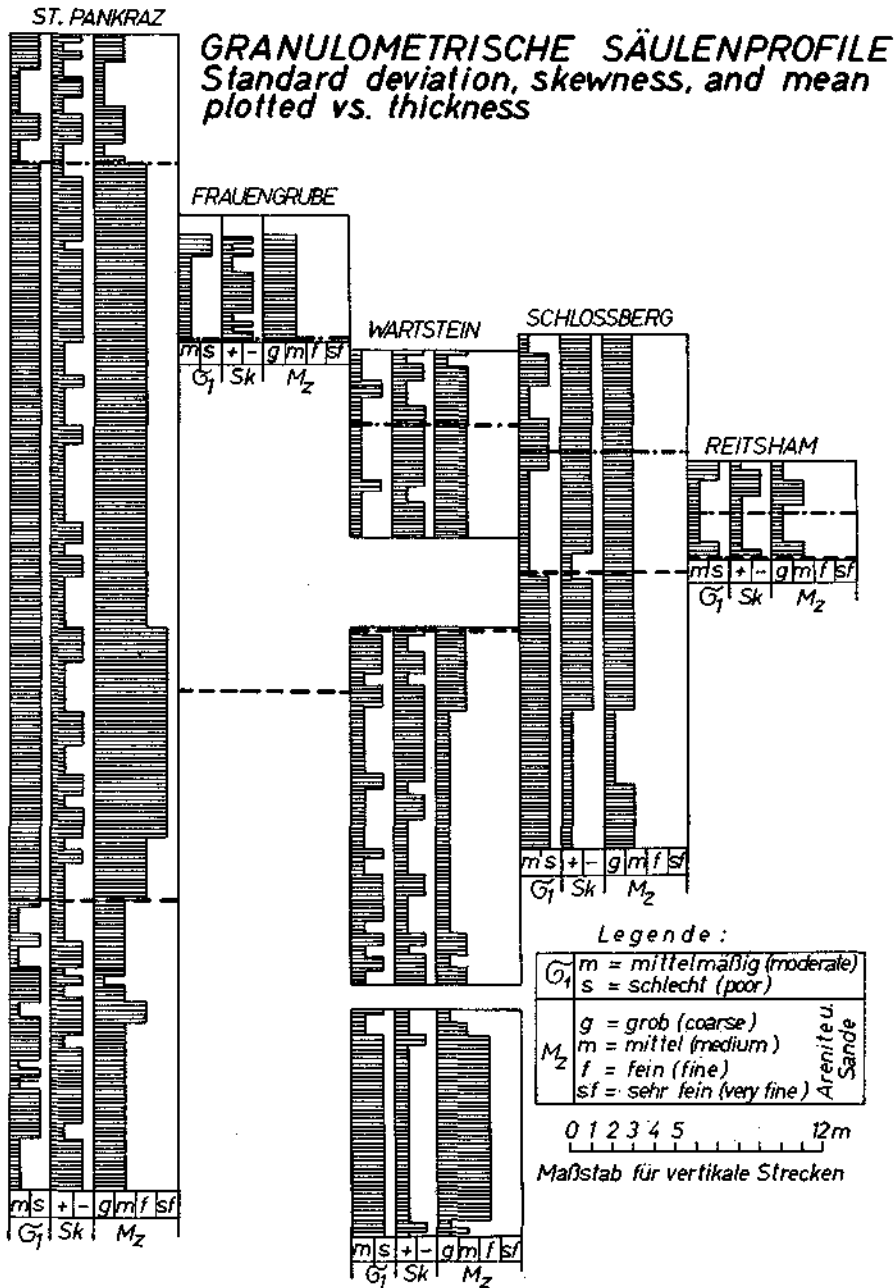 ST. PANKRAZ
GRANULOMETRISCHE SÄULENPROFILE
Standard deviation, skewness, and mean
plotted vs. thickness
FRAUENGRUBE
m s + - g m f sf
σ1 Sk Mz
WARTSTEIN
SCHLOSSBERG
REITSHAM
m s + - g m f sf
σ1 Sk Mz
m s + - g m f sf
σ1 Sk Mz
Legende :
σ1 m = mittelmäßig (moderate)
s = schlecht (poor)
Mz g = grob (coarse)
m = mittel (medium)
f = fein (fine)
sf = sehr fein (very fine)
Arenite u.
Sande
0 1 2 3 4 5 12m
Maßstab für vertikale Strecken
m s + - g m f sf
σ1 Sk Mz
m s + - g m f sf
σ1 Sk Mz